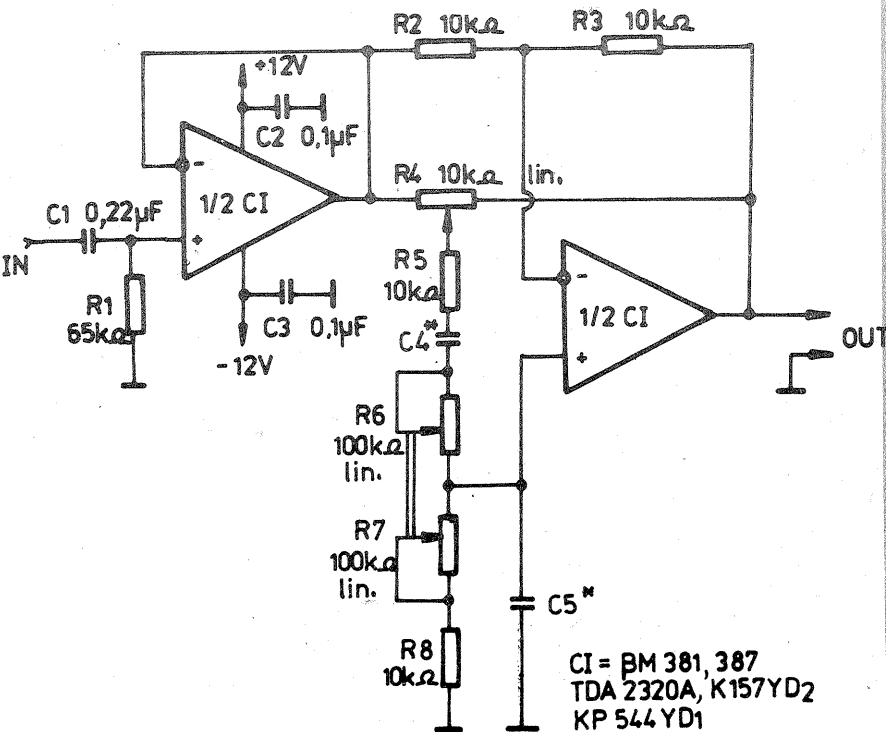 R2 10kΩ
R3 10kΩ
+12V
C2 0,1µF
-
1/2 CI
+
C1 0,22µF
IN
R1
65kΩ
C3 0,1µF
-12V
R4 10kΩ lin.
R5
10kΩ
C4*
-
1/2 CI
+
OUT
R6
100kΩ
lin.
R7
100kΩ
lin.
C5*
R8
10kΩ
CI = βM 381, 387
TDA 2320A, K157YD2
KP 544YD1